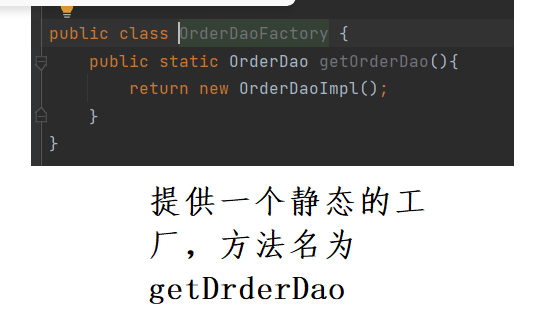 public class OrderDaoFactory {
public static OrderDao getOrderDao(){
return new OrderDaoImpl();
}
}
提供一个静态的工
厂，方法名为
getDrderDao